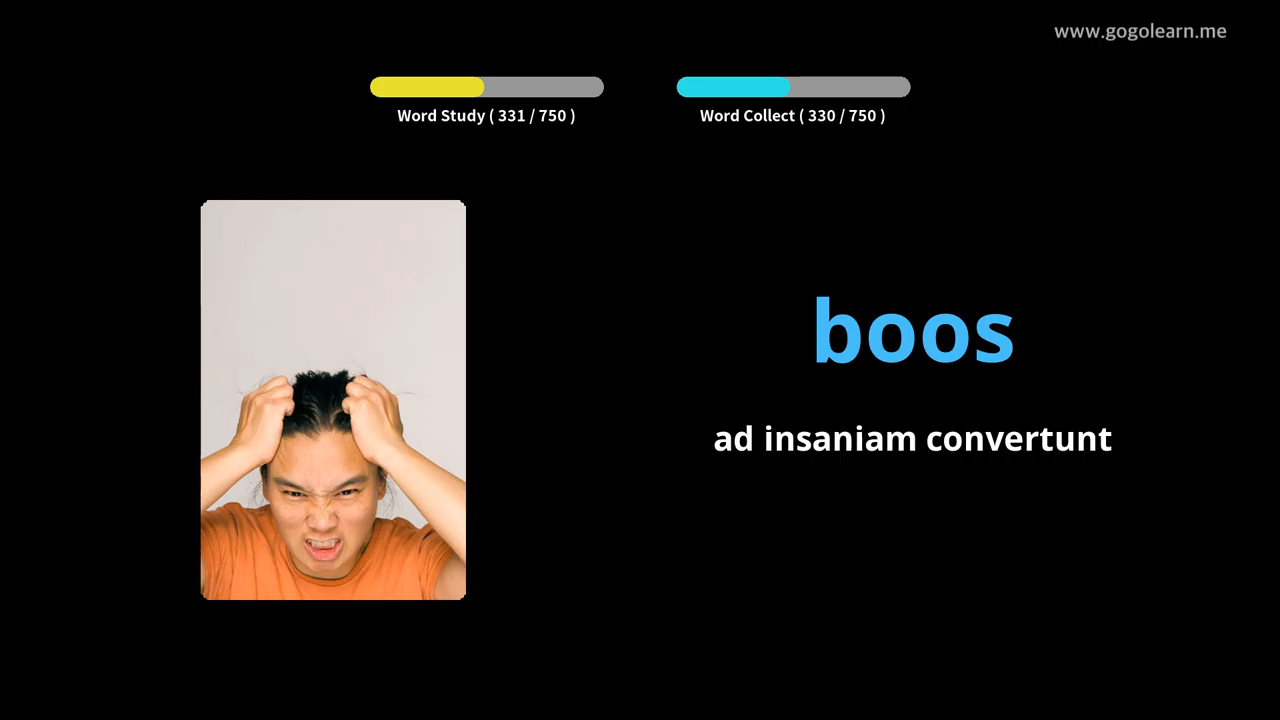 www.gogolearn.me
Word Study ( 331 / 750 )
Word Collect ( 330 / 750 )
boos
ad insaniam convertunt